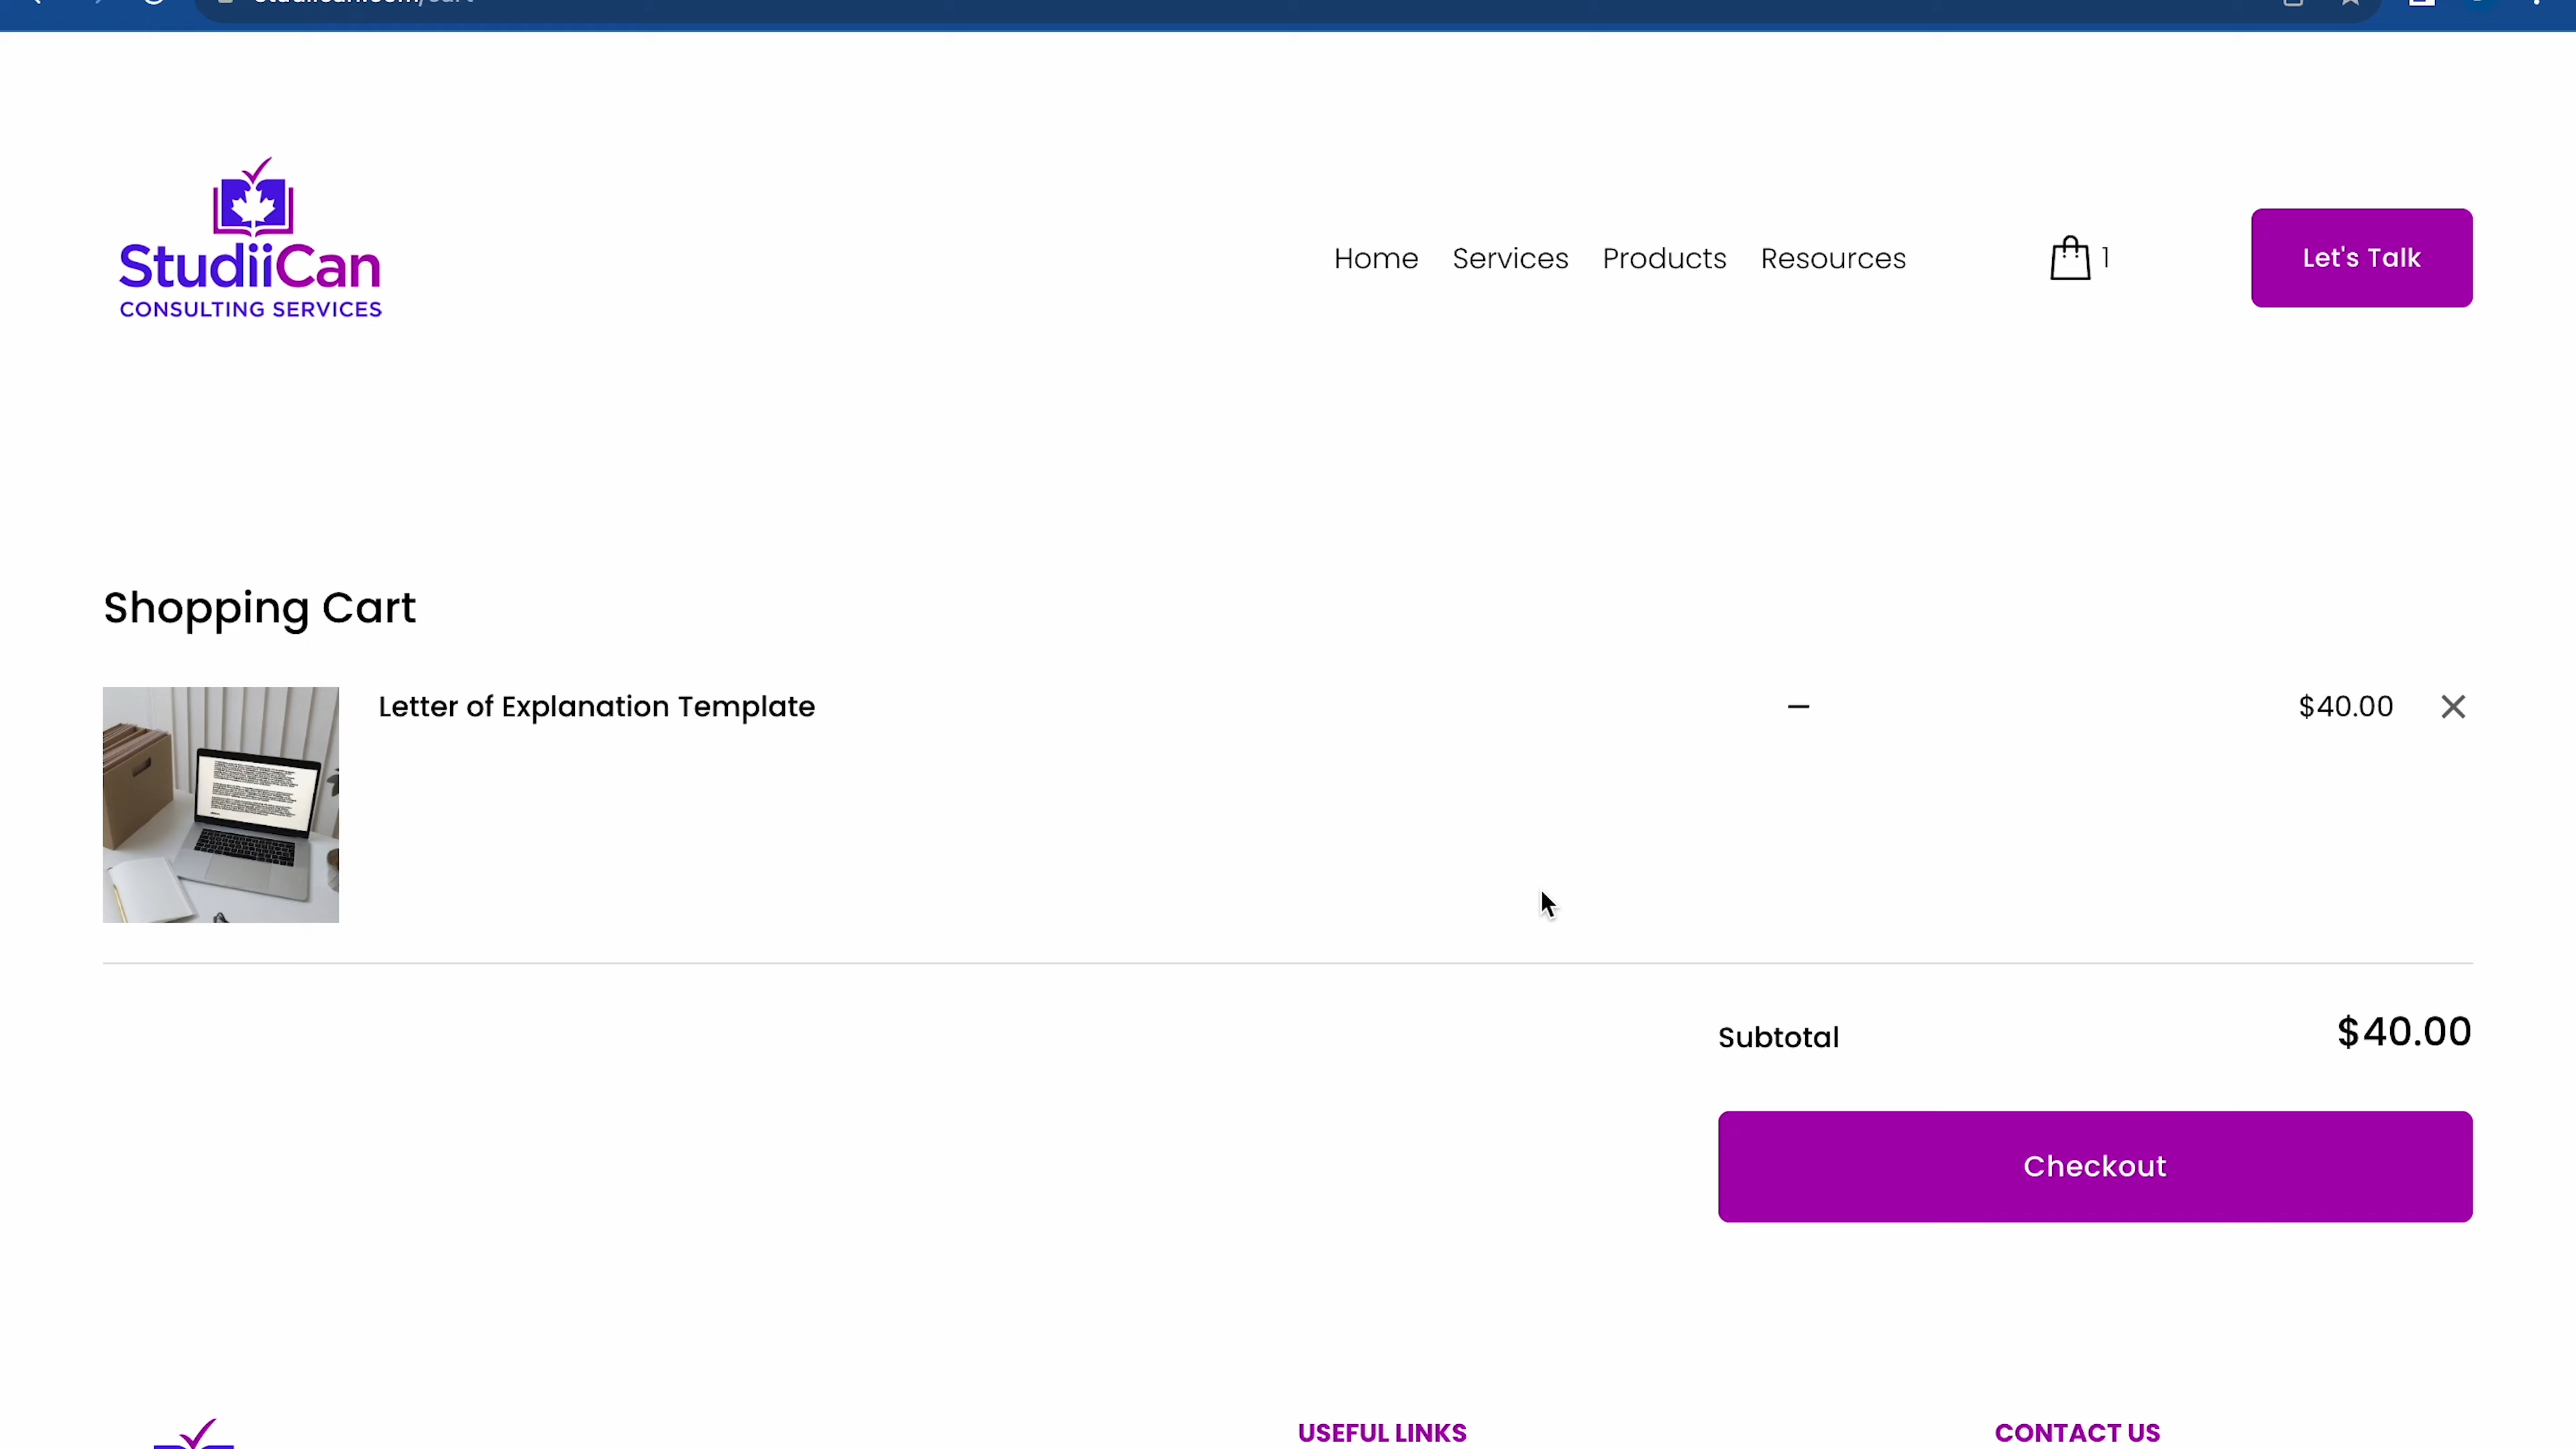 StudiiCan
CONSULTING SERVICES
Home Services Products Resources 1 Let's Talk
Shopping Cart
Letter of Explanation Template – $40.00
Subtotal $40.00
Checkout
USEFUL LINKS CONTACT US